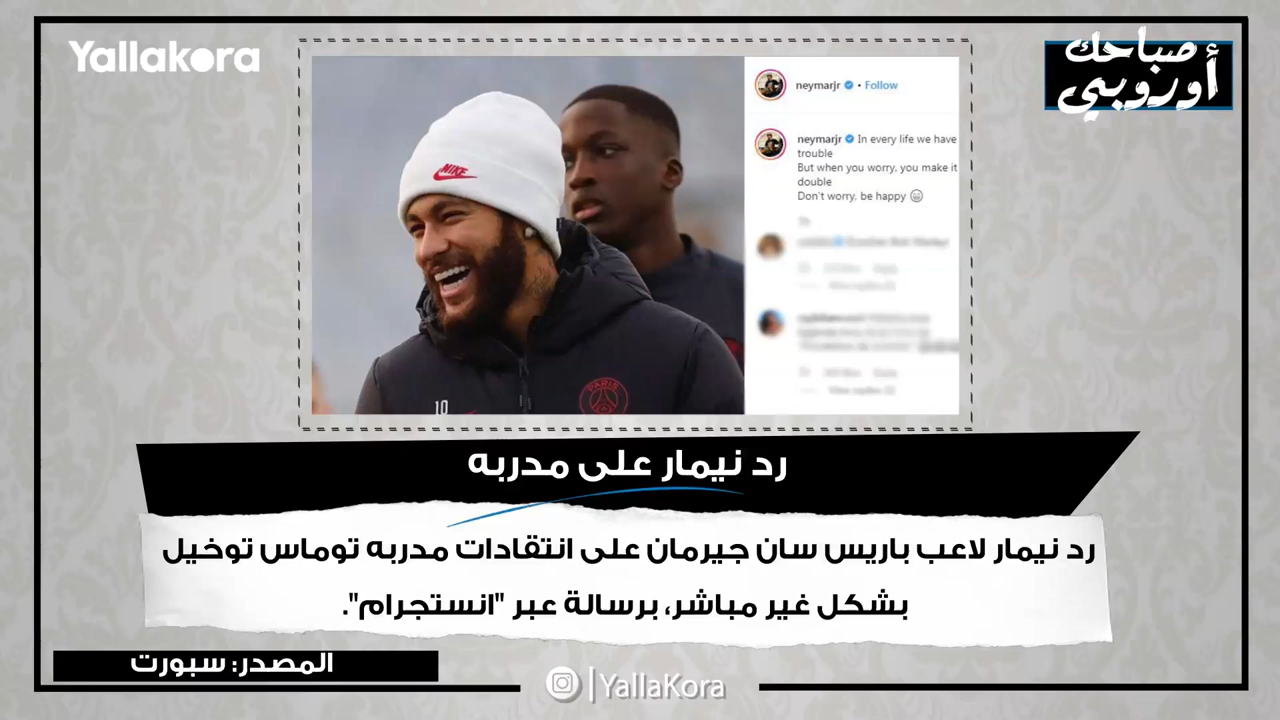 Yallakora
صباحك
أوروبي
neymarjr • Follow
neymarjr In every life we have
trouble
But when you worry, you make it
double
Don't worry, be happy 😄
NIKE
10
PARIS
رد نيمار على مدربه
رد نيمار لاعب باريس سان جيرمان على انتقادات مدربه توماس توخيل
بشكل غير مباشر، برسالة عبر "انستجرام".
المصدر: سبورت
|YallaKora